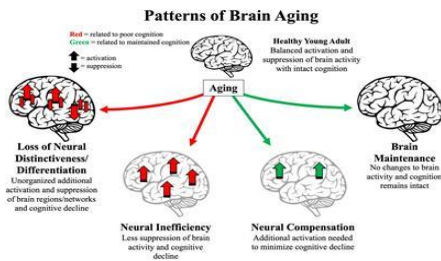 Patterns of Brain Aging
Red = related to poor cognition
Green = related to maintained cognition
= activation
= suppression
Healthy Young Adult
Balanced activation and
suppression of brain activity
with intact cognition
Aging
Loss of Neural
Distinctiveness/
Differentiation
Unorganized additional
activation and suppression
of brain regions/networks
and cognitive decline
Neural Inefficiency
Less suppression of brain
activity and cognitive
decline
Neural Compensation
Additional activation needed
to minimize cognitive decline
Brain
Maintenance
No changes to brain
activity and cognition
remains intact